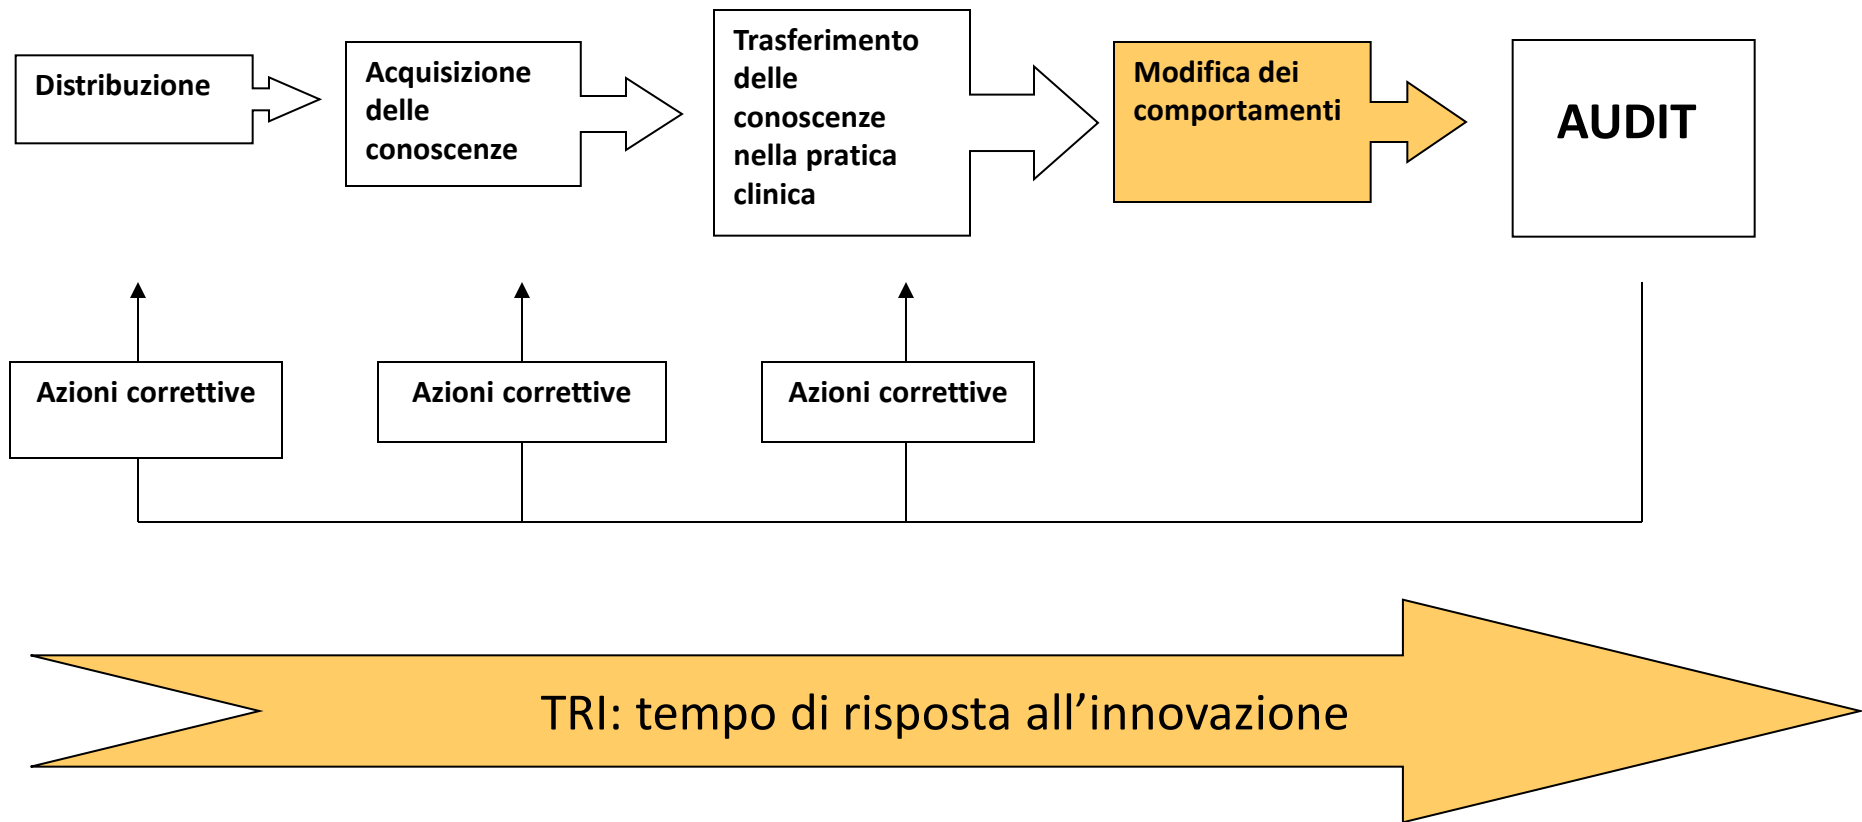 Distribuzione
Acquisizione
delle
conoscenze
Trasferimento
delle
conoscenze
nella pratica
clinica
Modifica dei
comportamenti
AUDIT
Azioni correttive
Azioni correttive
Azioni correttive
TRI: tempo di risposta all’innovazione